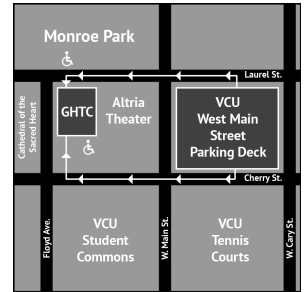 Monroe Park
Laurel St.
Cathedral of the
Sacred Heart
GHTC
Altria
Theater
VCU
West Main
Street
Parking Deck
Cherry St.
Floyd Ave.
VCU
Student
Commons
W. Main St.
VCU
Tennis
Courts
W. Cary St.